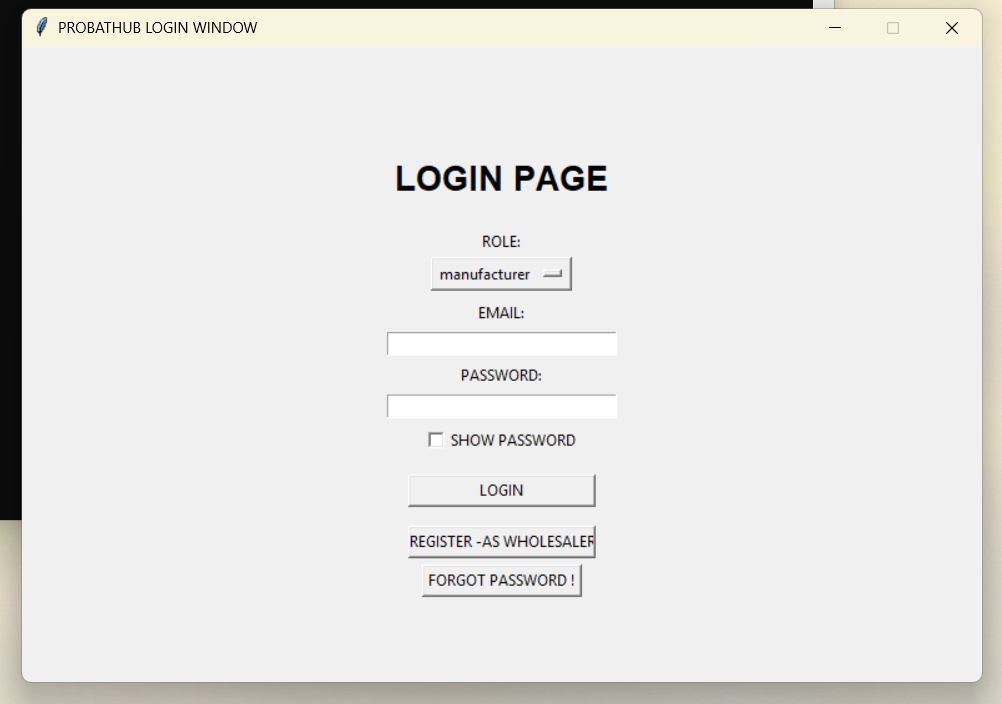 PROBATHUB LOGIN WINDOW
LOGIN PAGE
ROLE:
manufacturer
EMAIL:
PASSWORD:
SHOW PASSWORD
LOGIN
REGISTER -AS WHOLESALER
FORGOT PASSWORD !